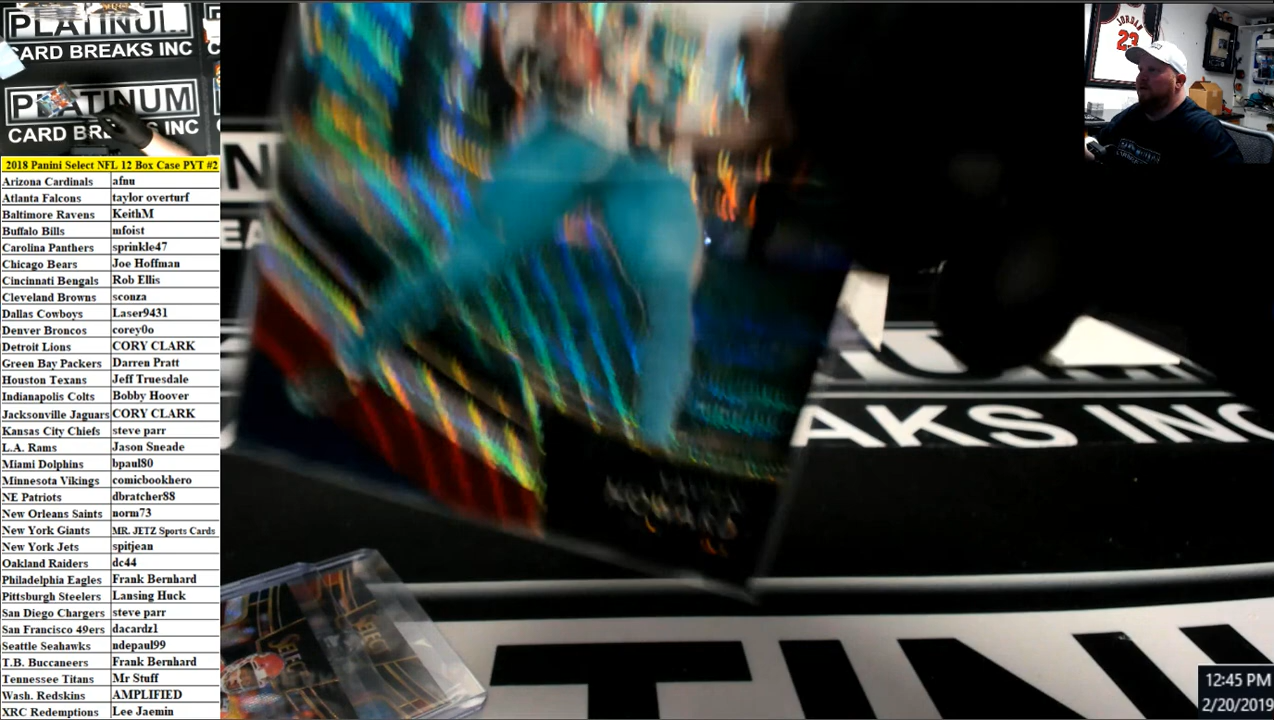 PLATINUM
CARD BREAKS INC
PLATINUM
CARD BREAKS INC
2018 Panini Select NFL 12 Box Case PYT #2
Arizona Cardinals afnu
Atlanta Falcons taylor overturf
Baltimore Ravens KeithM
Buffalo Bills mfoist
Carolina Panthers sprinkle47
Chicago Bears Joe Hoffman
Cincinnati Bengals Rob Ellis
Cleveland Browns sconza
Dallas Cowboys Laser9431
Denver Broncos corey0o
Detroit Lions CORY CLARK
Green Bay Packers Darren Pratt
Houston Texans Jeff Truesdale
Indianapolis Colts Bobby Hoover
Jacksonville Jaguars CORY CLARK
Kansas City Chiefs steve parr
L.A. Rams Jason Sneade
Miami Dolphins bpaul80
Minnesota Vikings comicbookhero
NE Patriots dbratcher88
New Orleans Saints norm73
New York Giants MR. JETZ Sports Cards
New York Jets spitjean
Oakland Raiders dc44
Philadelphia Eagles Frank Bernhard
Pittsburgh Steelers Lansing Huck
San Diego Chargers steve parr
San Francisco 49ers dacardz1
Seattle Seahawks ndepaul99
T.B. Buccaneers Frank Bernhard
Tennessee Titans Mr Stuff
Wash. Redskins AMPLIFIED
XRC Redemptions Lee Jaemin
JORDAN
23
AKS INC
SELECT
SELECT
TINU
12:45 PM
2/20/2019